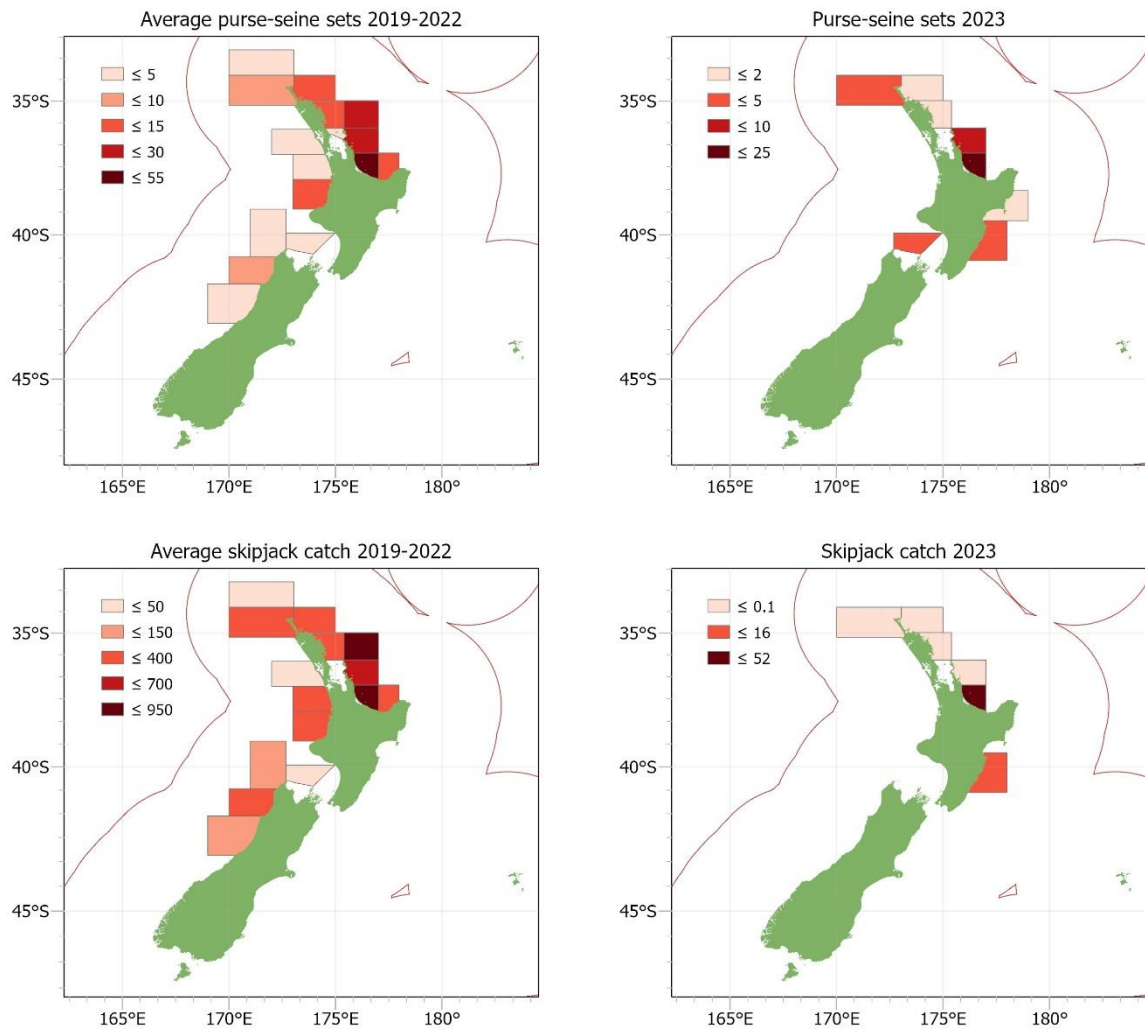 Average purse-seine sets 2019-2022
≤ 5
≤ 10
≤ 15
≤ 30
≤ 55
35°S
40°S
45°S
165°E
170°E
175°E
180°
Purse-seine sets 2023
≤ 2
≤ 5
≤ 10
≤ 25
35°S
40°S
45°S
165°E
170°E
175°E
180°
Average skipjack catch 2019-2022
≤ 50
≤ 150
≤ 400
≤ 700
≤ 950
35°S
40°S
45°S
165°E
170°E
175°E
180°
Skipjack catch 2023
≤ 0.1
≤ 16
≤ 52
35°S
40°S
45°S
165°E
170°E
175°E
180°